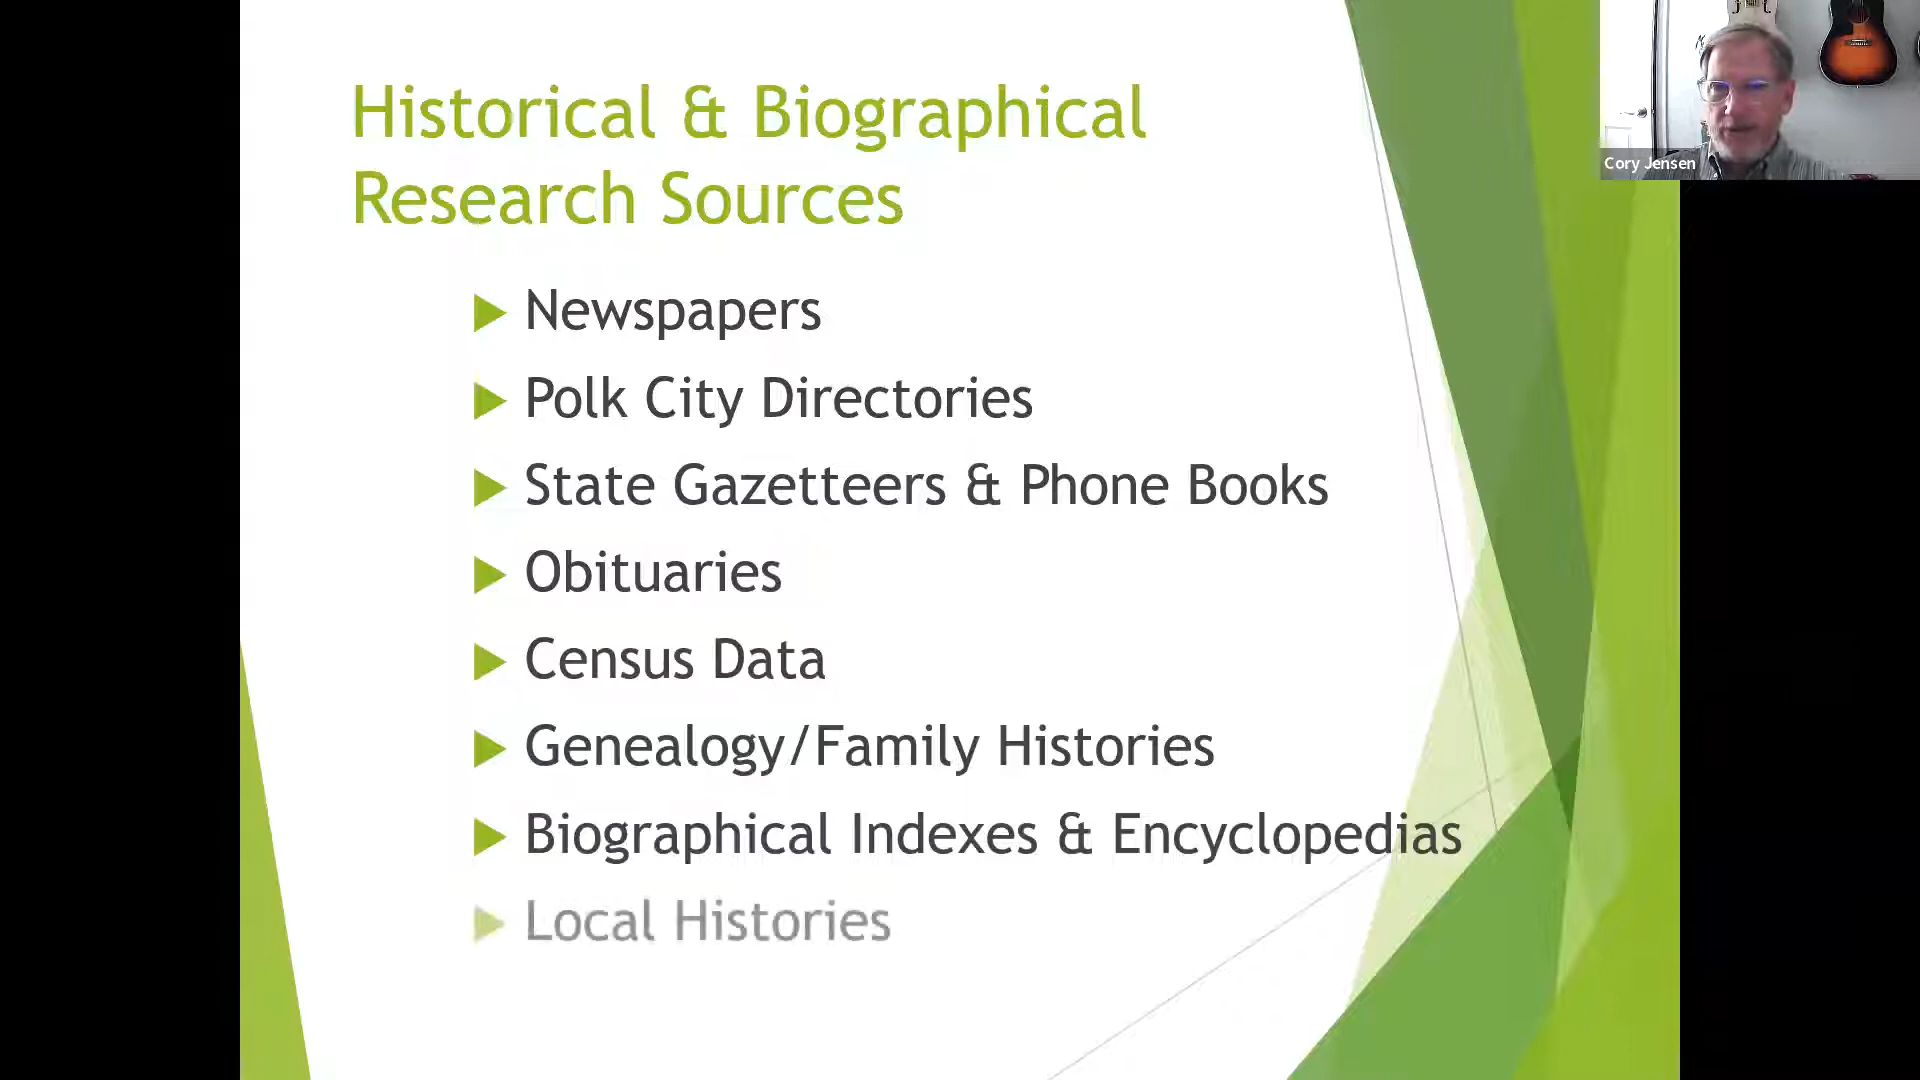 Historical & Biographical
Research Sources
Newspapers
Polk City Directories
State Gazetteers & Phone Books
Obituaries
Census Data
Genealogy/Family Histories
Biographical Indexes & Encyclopedias
Local Histories
Cory Jensen